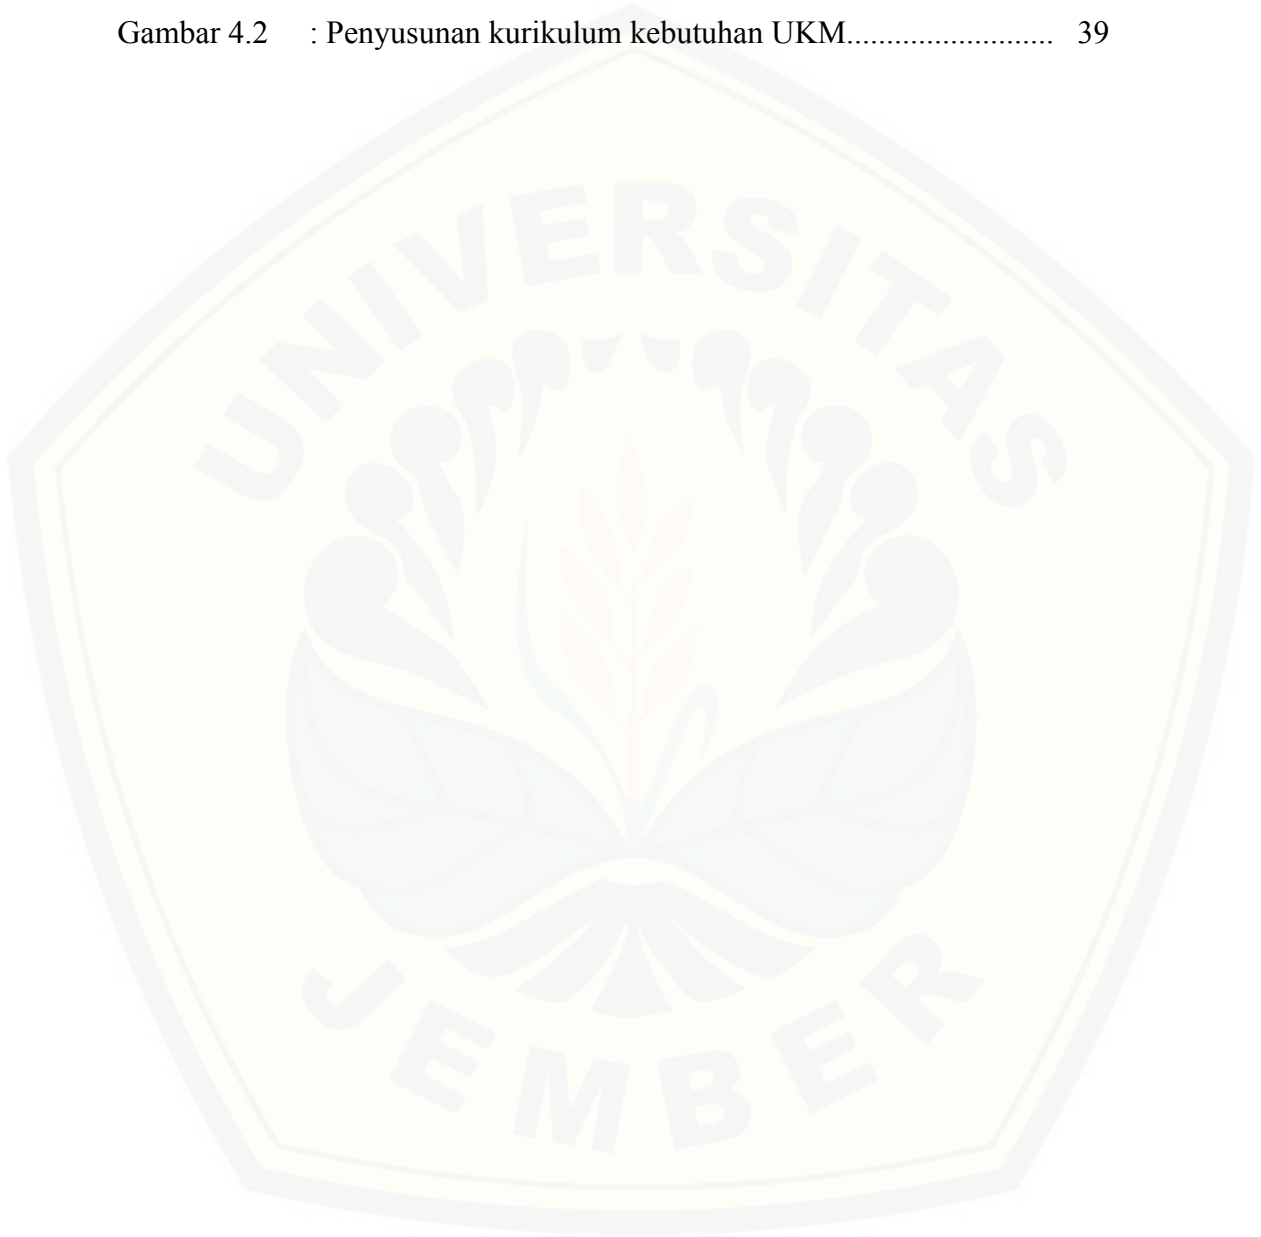 Gambar 4.2 : Penyusunan kurikulum kebutuhan UKM.......................... 39
UNIVERSITAS
JEMBER